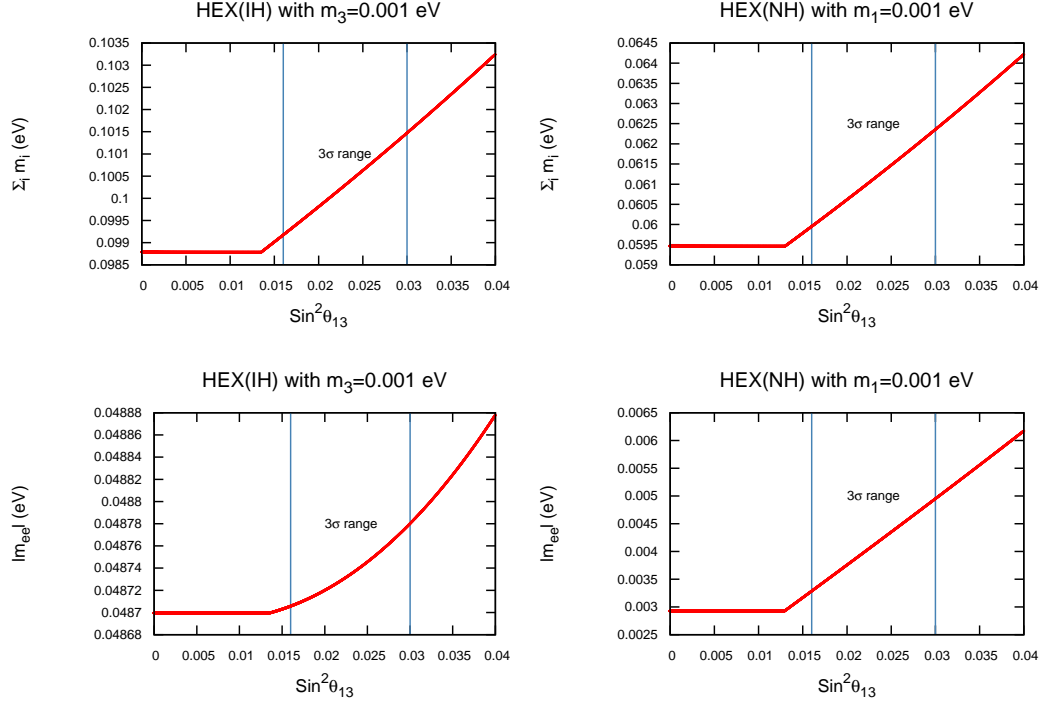 HEX(IH) with m3=0.001 eV
Σi mi (eV)
0.1035
0.103
0.1025
0.102
0.1015
0.101
0.1005
0.1
0.0995
0.099
0.0985
3σ range
0 0.005 0.01 0.015 0.02 0.025 0.03 0.035 0.04
Sin²θ13
HEX(NH) with m1=0.001 eV
Σi mi (eV)
0.0645
0.064
0.0635
0.063
0.0625
0.062
0.0615
0.061
0.0605
0.06
0.0595
0.059
3σ range
0 0.005 0.01 0.015 0.02 0.025 0.03 0.035 0.04
Sin²θ13
HEX(IH) with m3=0.001 eV
|mee| (eV)
0.04888
0.04886
0.04884
0.04882
0.0488
0.04878
0.04876
0.04874
0.04872
0.0487
0.04868
3σ range
0 0.005 0.01 0.015 0.02 0.025 0.03 0.035 0.04
Sin²θ13
HEX(NH) with m1=0.001 eV
|mee| (eV)
0.0065
0.006
0.0055
0.005
0.0045
0.004
0.0035
0.003
0.0025
3σ range
0 0.005 0.01 0.015 0.02 0.025 0.03 0.035 0.04
Sin²θ13